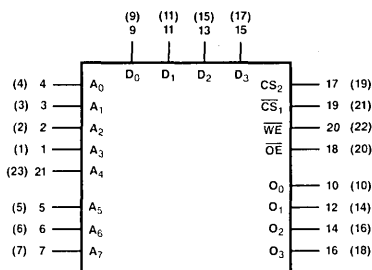 (9) (11) (15) (17)
9 11 13 15
D0 D1 D2 D3
(4) 4 A0 CS2 17 (19)
(3) 3 A1 C̅S̅1 19 (21)
(2) 2 A2 W̅E̅ 20 (22)
(1) 1 A3 O̅E̅ 18 (20)
(23) 21 A4
O0 10 (10)
(5) 5 A5 O1 12 (14)
(6) 6 A6 O2 14 (16)
(7) 7 A7 O3 16 (18)